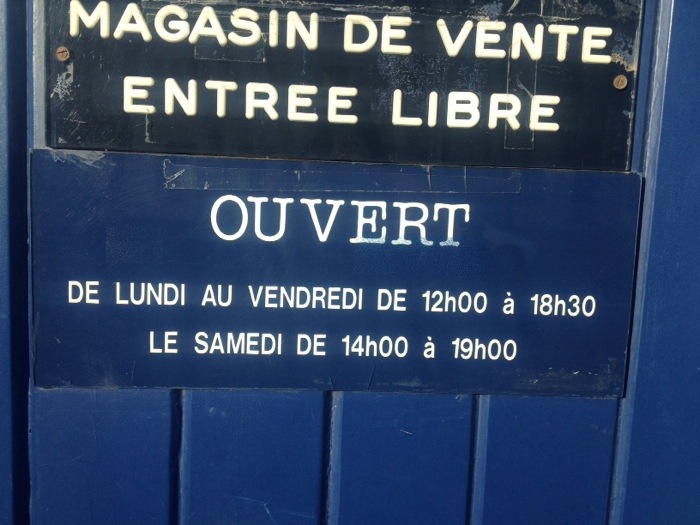 MAGASIN DE VENTE
ENTREE LIBRE
OUVERT
DE LUNDI AU VENDREDI DE 12h00 à 18h30
LE SAMEDI DE 14h00 à 19h00